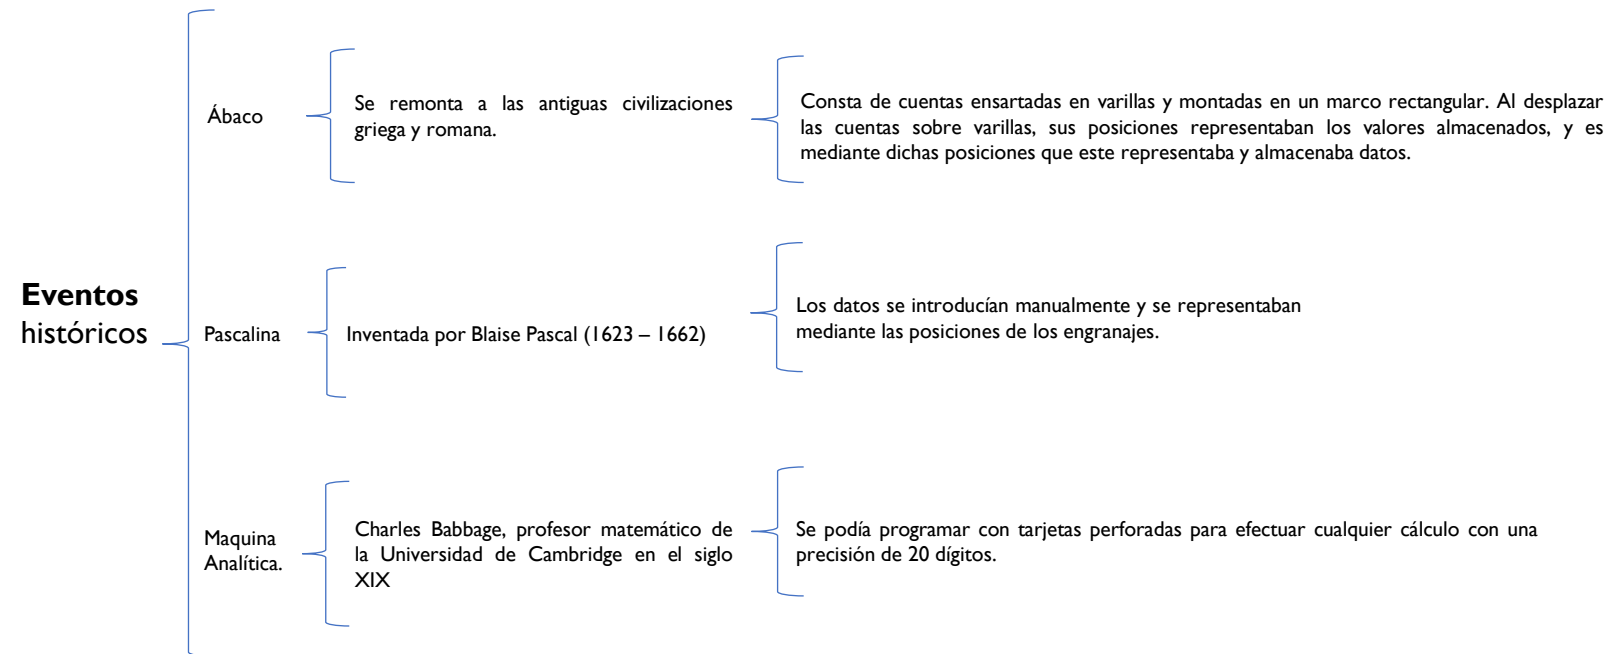 Ábaco
Se remonta a las antiguas civilizaciones
griega y romana.
Consta de cuentas ensartadas en varillas y montadas en un marco rectangular. Al desplazar
las cuentas sobre varillas, sus posiciones representaban los valores almacenados, y es
mediante dichas posiciones que este representaba y almacenaba datos.
Eventos
históricos
Pascalina
Inventada por Blaise Pascal (1623 – 1662)
Los datos se introducían manualmente y se representaban
mediante las posiciones de los engranajes.
Maquina
Analítica.
Charles Babbage, profesor matemático de
la Universidad de Cambridge en el siglo
XIX
Se podía programar con tarjetas perforadas para efectuar cualquier cálculo con una
precisión de 20 dígitos.